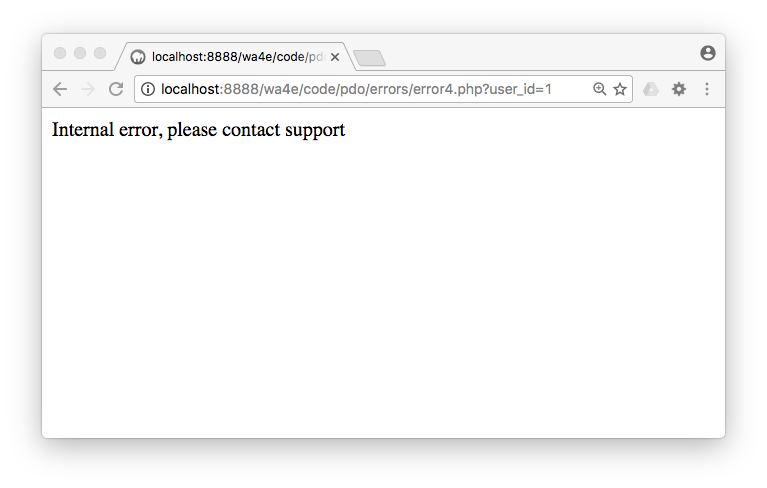 localhost:8888/wa4e/code/pd
localhost:8888/wa4e/code/pdo/errors/error4.php?user_id=1
Internal error, please contact support